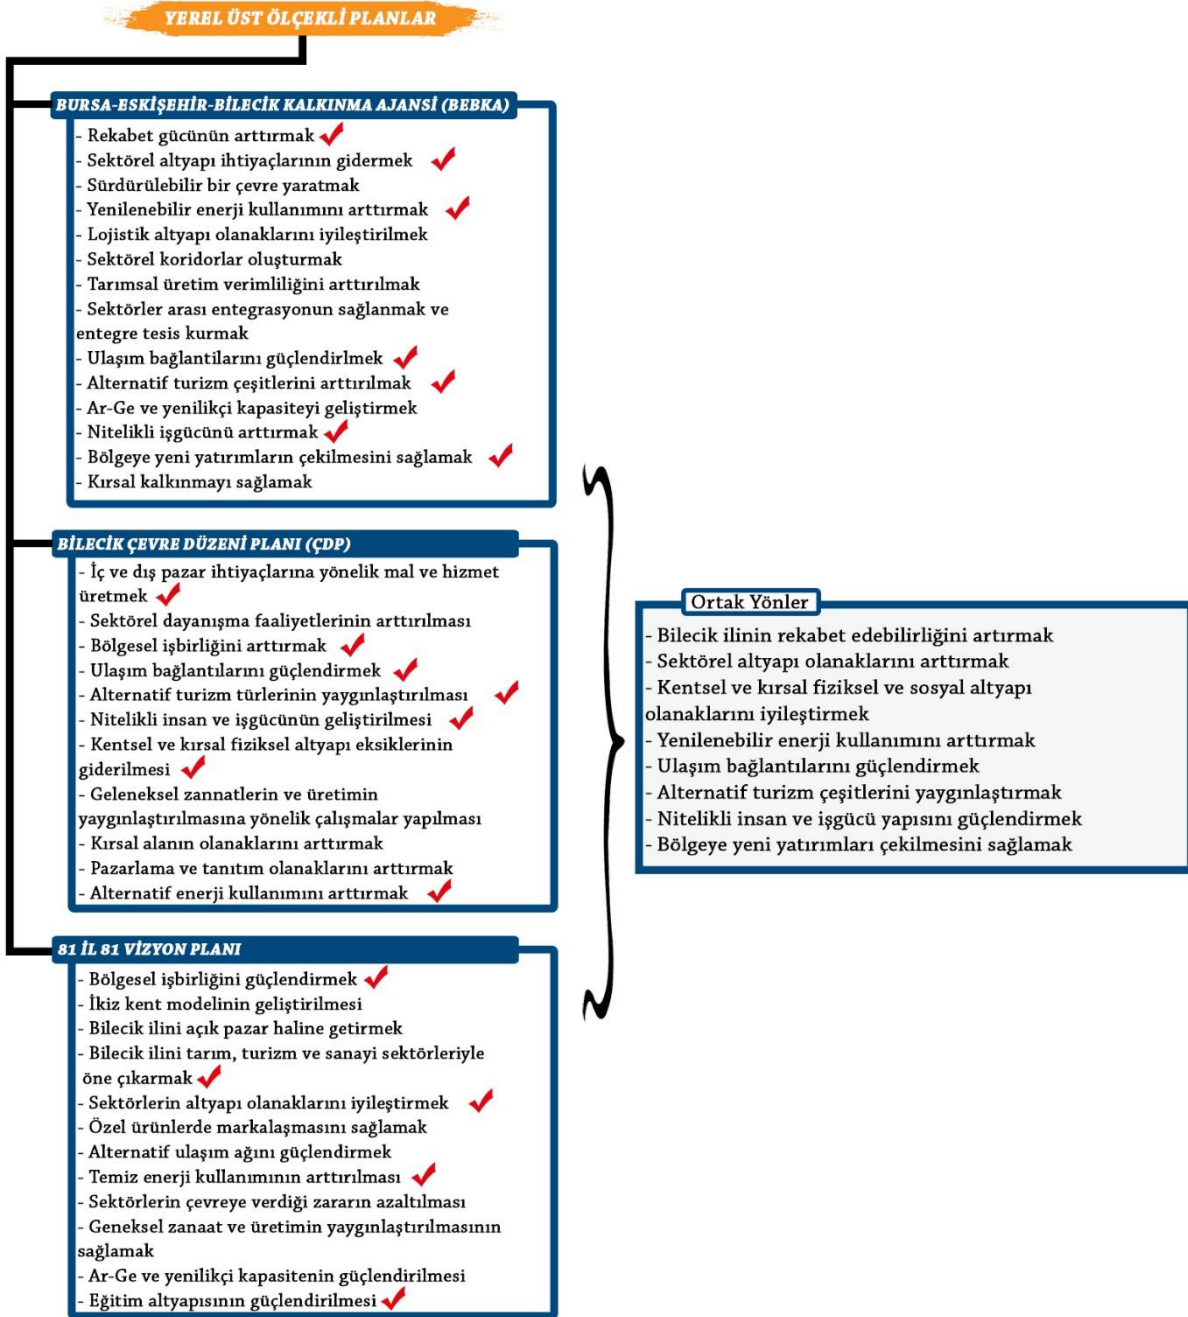 YEREL ÜST ÖLÇEKLİ PLANLAR
BURSA-ESKİŞEHİR-BİLECİK KALKINMA AJANSİ (BEBKA)
- Rekabet gücünün arttırmak
- Sektörel altyapı ihtiyaçlarının gidermek
- Sürdürülebilir bir çevre yaratmak
- Yenilenebilir enerji kullanımını arttırmak
- Lojistik altyapı olanaklarını iyileştirilmek
- Sektörel koridorlar oluşturmak
- Tarımsal üretim verimliliğini arttırılmak
- Sektörler arası entegrasyonun sağlanmak ve
entegre tesis kurmak
- Ulaşım bağlantilarını güçlendirlmek
- Alternatif turizm çeşitlerini arttırılmak
- Ar-Ge ve yenilikçi kapasiteyi geliştirmek
- Nitelikli işgücünü arttırmak
- Bölgeye yeni yatırımların çekilmesini sağlamak
- Kırsal kalkınmayı sağlamak
BİLECİK ÇEVRE DÜZENİ PLANI (ÇDP)
- İç ve dış pazar ihtiyaçlarına yönelik mal ve hizmet
üretmek
- Sektörel dayanışma faaliyetlerinin arttırılması
- Bölgesel işbirliğini arttırmak
- Ulaşım bağlantılarını güçlendirmek
- Alternatif turizm türlerinin yaygınlaştırılması
- Nitelikli insan ve işgücünün geliştirilmesi
- Kentsel ve kırsal fiziksel altyapı eksiklerinin
giderilmesi
- Geleneksel zannatlerin ve üretimin
yaygınlaştırılmasına yönelik çalışmalar yapılması
- Kırsal alanın olanaklarını arttırmak
- Pazarlama ve tanıtım olanaklarını arttırmak
- Alternatif enerji kullanımını arttırmak
81 İL 81 VİZYON PLANI
- Bölgesel işbirliğini güçlendirmek
- İkiz kent modelinin geliştirilmesi
- Bilecik ilini açık pazar haline getirmek
- Bilecik ilini tarım, turizm ve sanayi sektörleriyle
öne çıkarmak
- Sektörlerin altyapı olanaklarını iyileştirmek
- Özel ürünlerde markalaşmasını sağlamak
- Alternatif ulaşım ağını güçlendirmek
- Temiz enerji kullanımının arttırılması
- Sektörlerin çevreye verdiği zararın azaltılması
- Geneksel zanaat ve üretimin yaygınlaştırılmasının
sağlamak
- Ar-Ge ve yenilikçi kapasitenin güçlendirilmesi
- Eğitim altyapısının güçlendirilmesi
Ortak Yönler
- Bilecik ilinin rekabet edebilirliğini artırmak
- Sektörel altyapı olanaklarını arttırmak
- Kentsel ve kırsal fiziksel ve sosyal altyapı
olanaklarını iyileştirmek
- Yenilenebilir enerji kullanımını arttırmak
- Ulaşım bağlantılarını güçlendirmek
- Alternatif turizm çeşitlerini yaygınlaştırmak
- Nitelikli insan ve işgücü yapısını güçlendirmek
- Bölgeye yeni yatırımları çekilmesini sağlamak